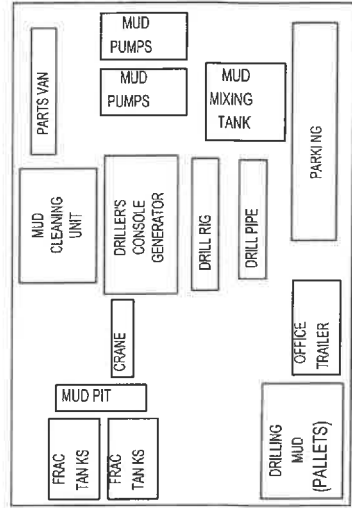 MUD
PUMPS
MUD
PUMPS
PARTS VAN
MUD
MIXING
TANK
PARKING
MUD
CLEANING
UNIT
DRILLER'S
CONSOLE
GENERATOR
DRILL RIG
DRILL PIPE
CRANE
OFFICE
TRAILER
MUD PIT
FRAC
TANKS
FRAC
TANKS
DRILLING
MUD
(PALLETS)